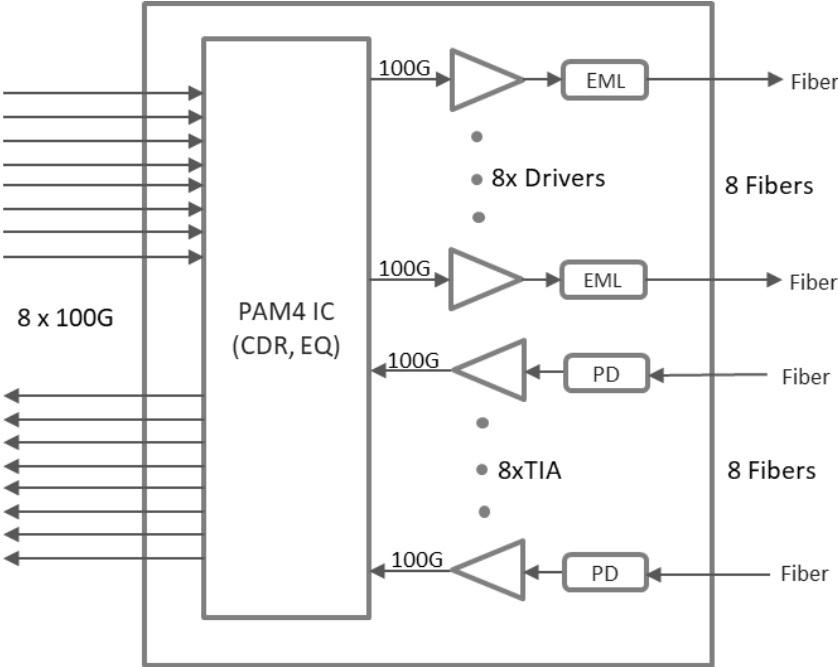 100G
EML
Fiber
8x Drivers
8 Fibers
100G
EML
Fiber
8 x 100G
PAM4 IC
(CDR, EQ)
100G
PD
Fiber
8xTIA
8 Fibers
100G
PD
Fiber